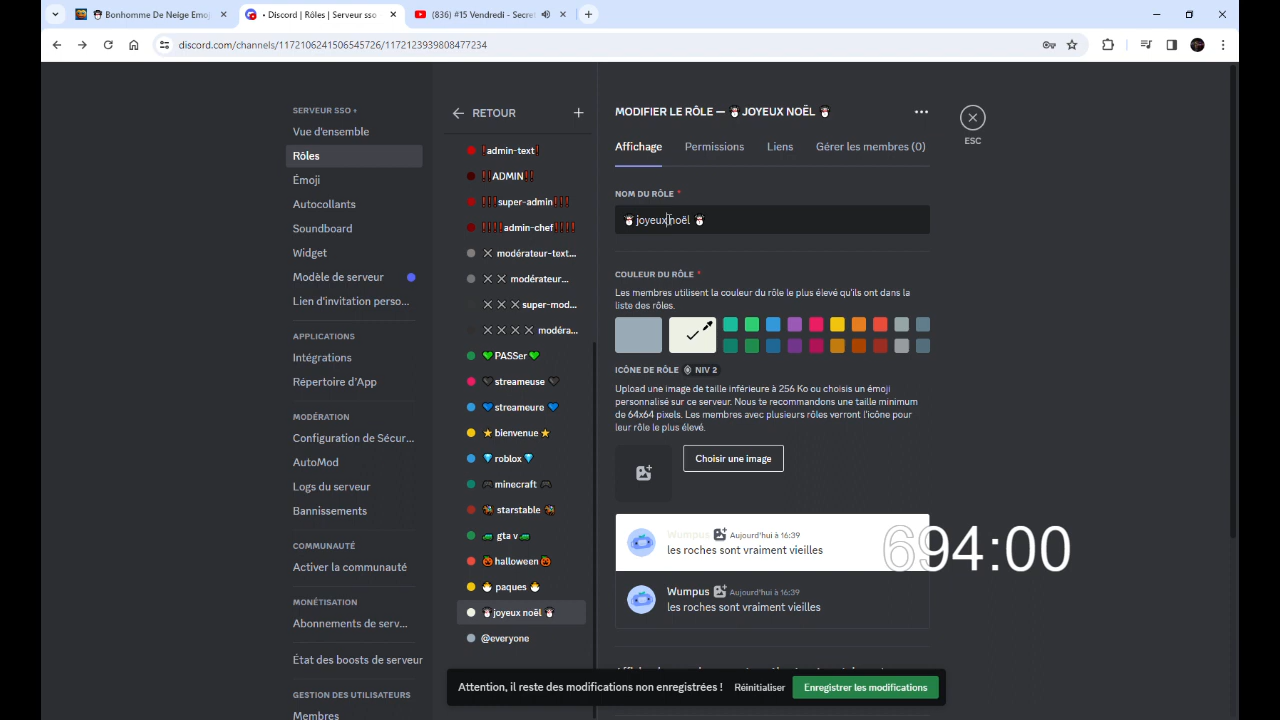 ⛄ Bonhomme De Neige Emoj
• Discord | Rôles | Serveur sso
(836) #15 Vendredi - Secre
discord.com/channels/1172106241506545726/1172123939808477234
SERVEUR SSO +
Vue d'ensemble
Rôles
Émoji
Autocollants
Soundboard
Widget
Modèle de serveur
Lien d'invitation perso...
APPLICATIONS
Intégrations
Répertoire d'App
MODÉRATION
Configuration de Sécur...
AutoMod
Logs du serveur
Bannissements
COMMUNAUTÉ
Activer la communauté
MONÉTISATION
Abonnements de serv...
État des boosts de serveur
GESTION DES UTILISATEURS
Membres
RETOUR
❗admin-text❗
‼️ADMIN‼️
❗❗❗super-admin❗❗❗
❗❗❗❗admin-chef❗❗❗❗
⚔ modérateur-text...
⚔ ⚔ modérateur...
⚔ ⚔ ⚔ super-mod...
⚔ ⚔ ⚔ ⚔ modéra...
💚PASSer💚
🖤streameuse 🖤
💙streameure 💙
⭐bienvenue⭐
💎roblox💎
🎮minecraft 🎮
🏇 starstable 🏇
🚙 gta v🚙
🎃halloween🎃
🐣 paques 🐣
⛄joyeux noël ⛄
@everyone
MODIFIER LE RÔLE — ⛄JOYEUX NOËL ⛄
ESC
Affichage Permissions Liens Gérer les membres (0)
NOM DU RÔLE *
⛄joyeux noël ⛄
COULEUR DU RÔLE *
Les membres utilisent la couleur du rôle le plus élevé qu'ils ont dans la
liste des rôles.
ICÔNE DE RÔLE NIV 2
Upload une image de taille inférieure à 256 Ko ou choisis un émoji
personnalisé sur ce serveur. Nous te recommandons une taille minimum
de 64x64 pixels. Les membres avec plusieurs rôles verront l'icône pour
leur rôle le plus élevé.
Choisir une image
Wumpus Aujourd'hui à 16:39
les roches sont vraiment vieilles
694:00
Wumpus Aujourd'hui à 16:39
les roches sont vraiment vieilles
Attention, il reste des modifications non enregistrées ! Réinitialiser Enregistrer les modifications